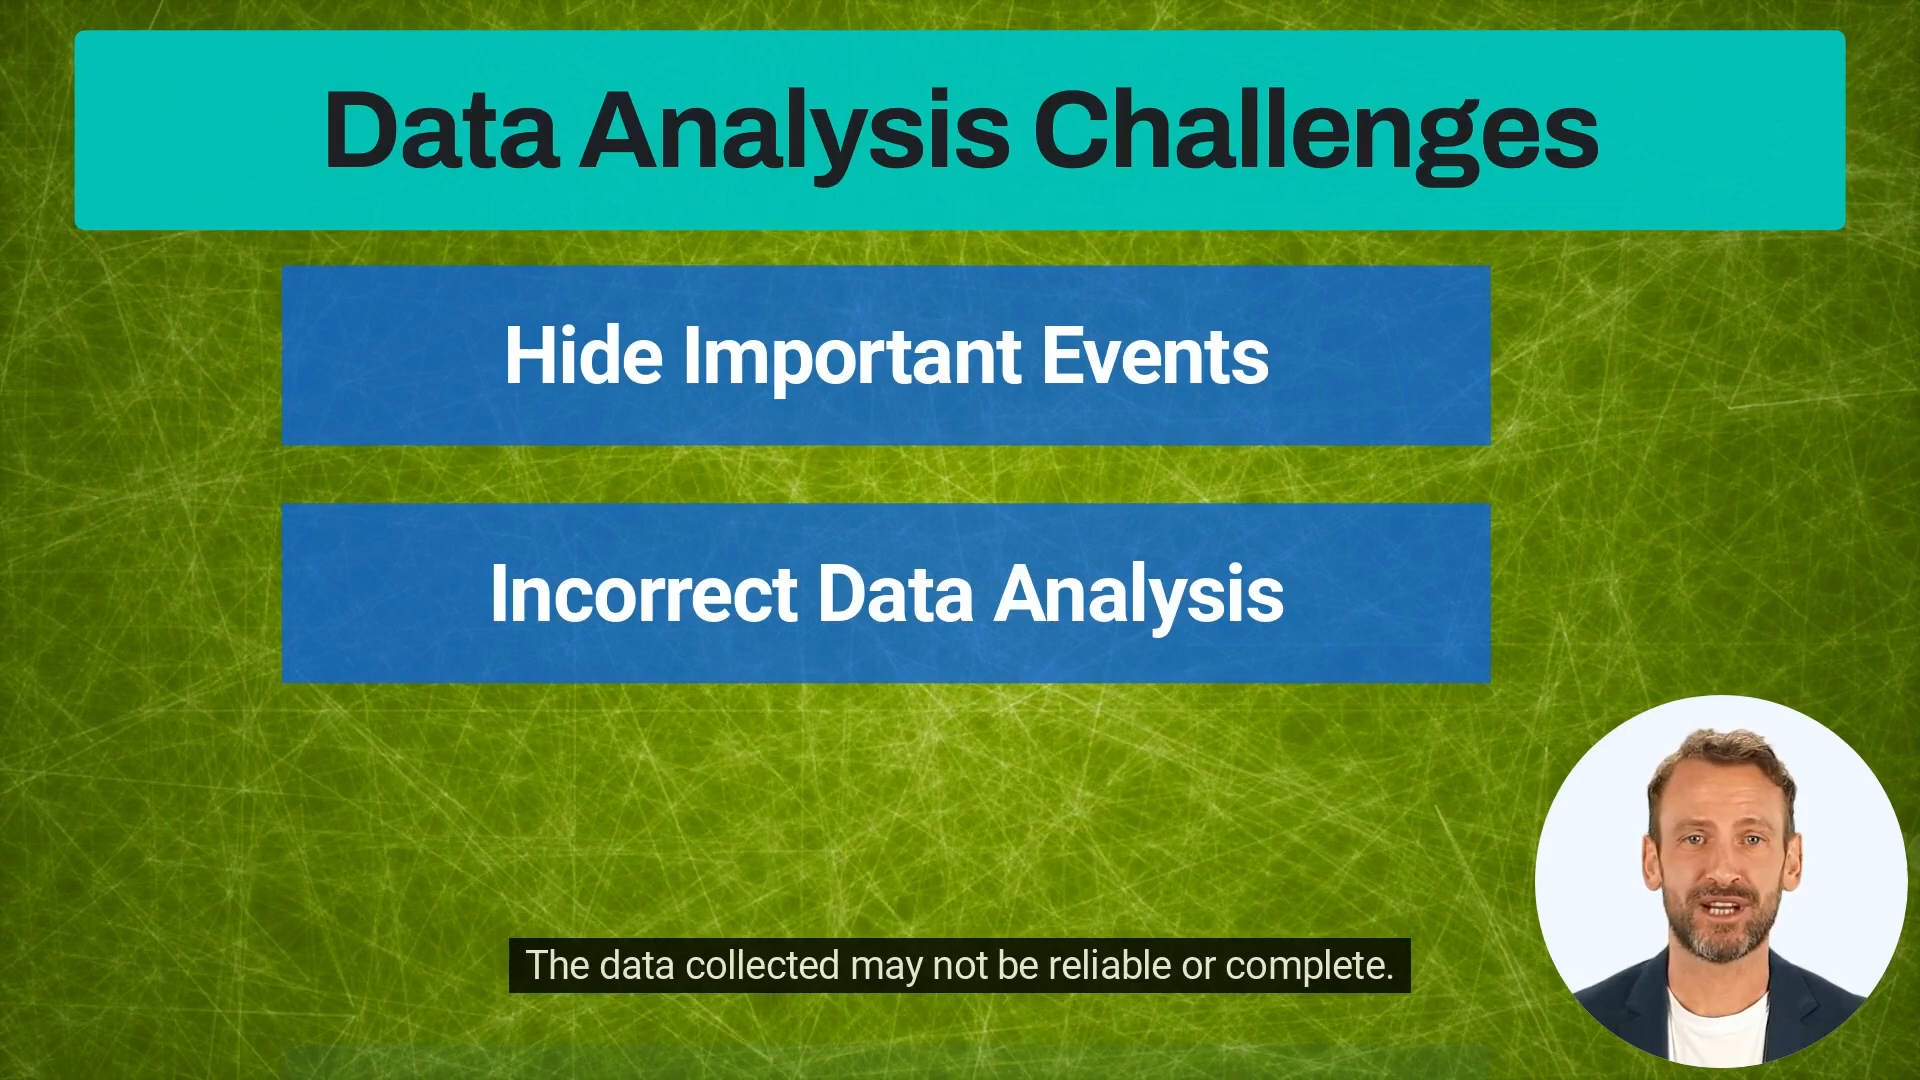 Data Analysis Challenges
Hide Important Events
Incorrect Data Analysis
The data collected may not be reliable or complete.